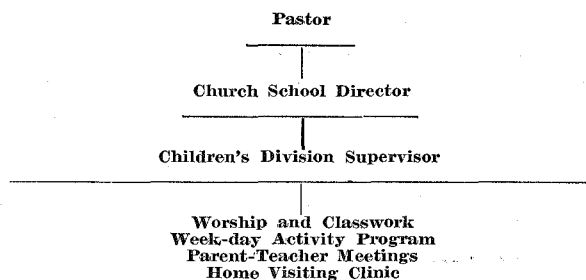 Pastor
Church School Director
Children's Division Supervisor
Worship and Classwork
Week-day Activity Program
Parent-Teacher Meetings
Home Visiting Clinic